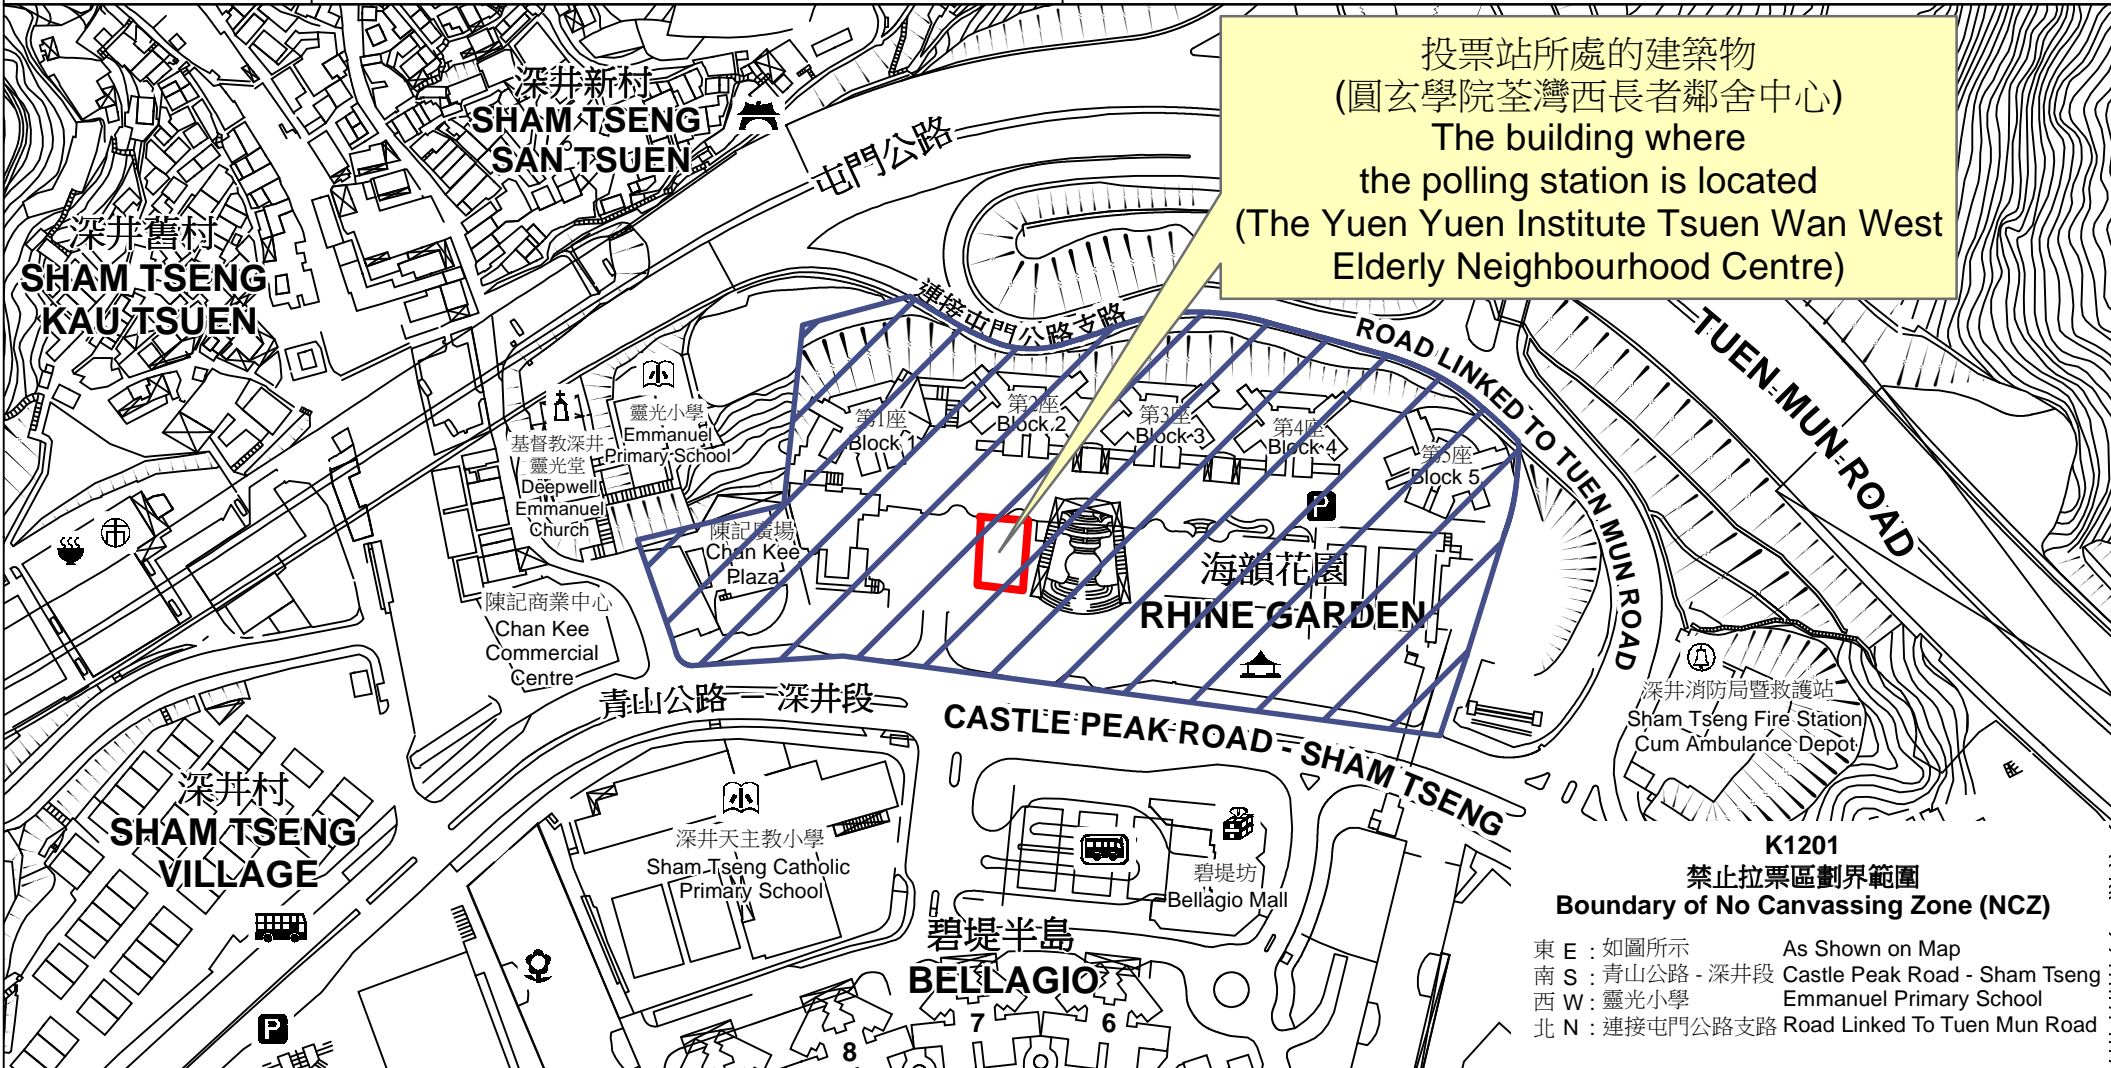 投票站所處的建築物
(圓玄學院荃灣西長者鄰舍中心)
The building where
the polling station is located
(The Yuen Yuen Institute Tsuen Wan West
Elderly Neighbourhood Centre)
深井新村
SHAM TSENG
SAN TSUEN
屯門公路
深井舊村
SHAM TSENG
KAU TSUEN
連接屯門公路支路
ROAD LINKED TO TUEN MUN ROAD
TUEN MUN ROAD
靈光小學
Emmanuel
Primary School
基督教深井
靈光堂
Deepwell
Emmanuel
Church
第1座
Block 1
第2座
Block 2
第3座
Block 3
第4座
Block 4
第5座
Block 5
P
陳記廣場
Chan Kee
Plaza
海韻花園
RHINE GARDEN
陳記商業中心
Chan Kee
Commercial
Centre
青山公路 - 深井段
CASTLE PEAK ROAD - SHAM TSENG
深井消防局暨救護站
Sham Tseng Fire Station
Cum Ambulance Depot
深井村
SHAM TSENG
VILLAGE
深井天主教小學
Sham Tseng Catholic
Primary School
碧堤坊
Bellagio Mall
碧堤半島
BELLAGIO
7
6
8
P
K1201
禁止拉票區劃界範圍
Boundary of No Canvassing Zone (NCZ)
東 E : 如圖所示 As Shown on Map
南 S : 青山公路 - 深井段 Castle Peak Road - Sham Tseng
西 W : 靈光小學 Emmanuel Primary School
北 N : 連接屯門公路支路 Road Linked To Tuen Mun Road